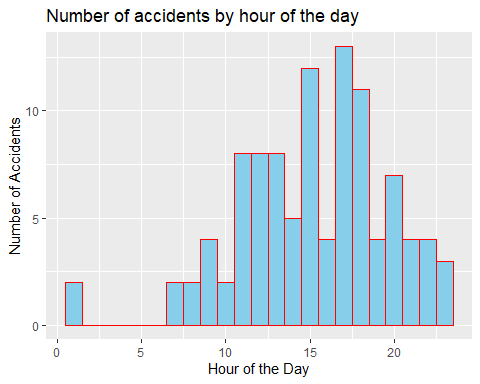 Number of accidents by hour of the day
10
5
0
Number of Accidents
0 5 10 15 20
Hour of the Day